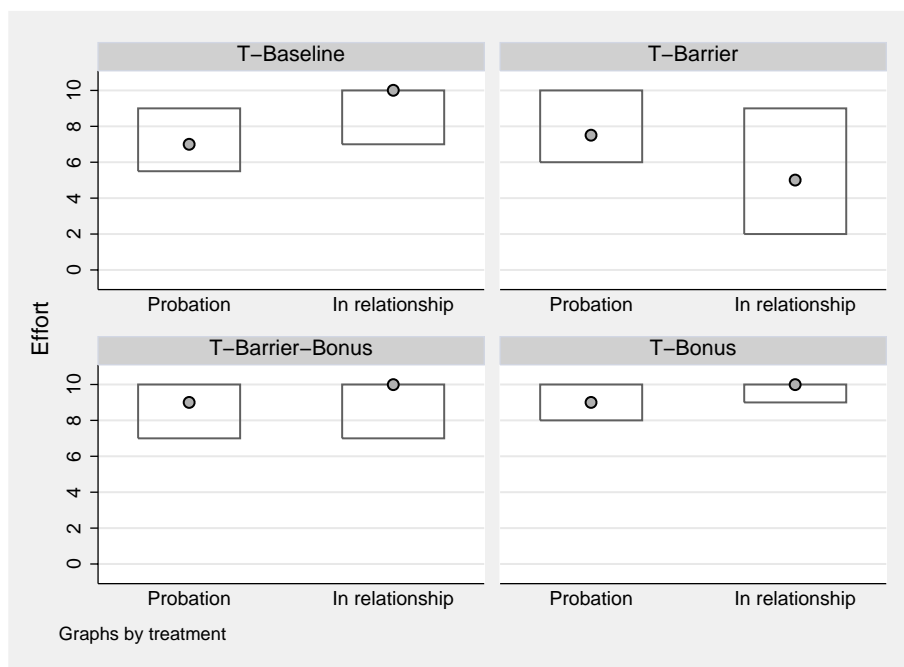 T−Baseline
T−Barrier
10
8
6
4
2
0
Probation
In relationship
Probation
In relationship
Effort
T−Barrier−Bonus
T−Bonus
10
8
6
4
2
0
Probation
In relationship
Probation
In relationship
Graphs by treatment